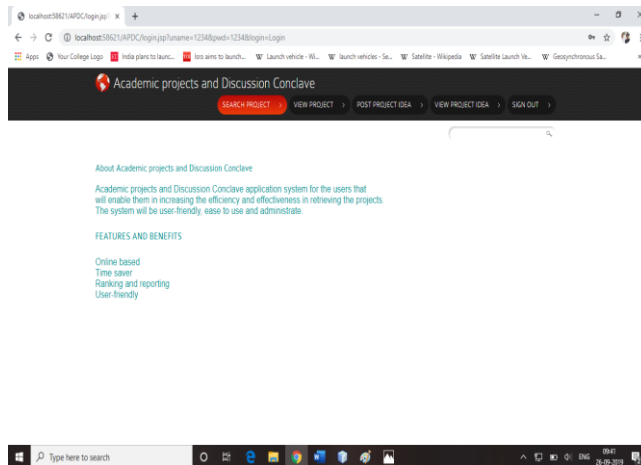 localhost:58621/APDC/login.jsp?
localhost:58621/APDC/login.jsp?uname=1234&pwd=1234&login=Login
Apps Your College Logo India plans to launc... Isro aims to launch... Launch vehicle - Wi... launch vehicles - Se... Satellite - Wikipedia Satellite Launch Ve... Geosynchronous Sa...
Academic projects and Discussion Conclave
SEARCH PROJECT VIEW PROJECT POST PROJECT IDEA VIEW PROJECT IDEA SIGN OUT
About Academic projects and Discussion Conclave
Academic projects and Discussion Conclave application system for the users that
will enable them in increasing the efficiency and effectiveness in retrieving the projects.
The system will be user-friendly, ease to use and administrate.
FEATURES AND BENEFITS
Online based
Time saver
Ranking and reporting
User-friendly
Type here to search
ENG
09:41
26-09-2019